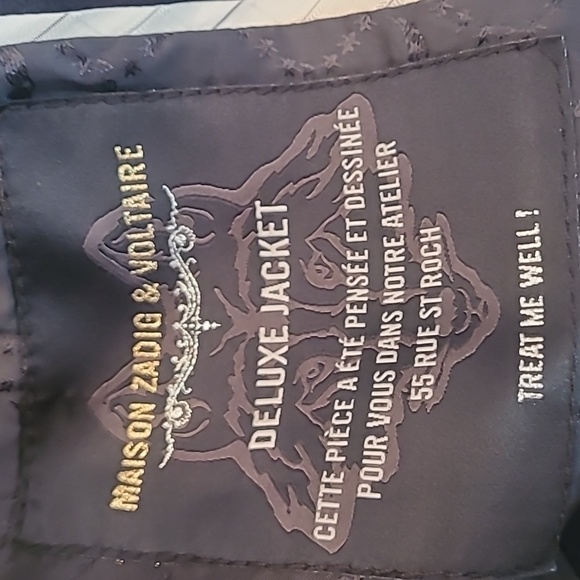 MAISON ZADIG & VOLTAIRE
DELUXE JACKET
CETTE PIÈCE A ÉTÉ PENSÉE ET DESSINÉE
POUR VOUS DANS NOTRE ATELIER
55 RUE ST ROCH
TREAT ME WELL!